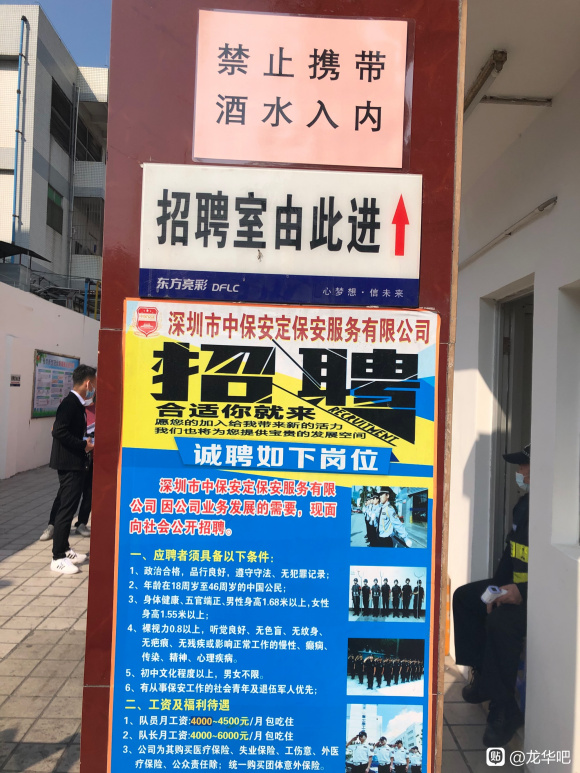 禁止携带
酒水入内
招聘室由此进
东方亮彩 DFLC
心梦想·信未来
深圳市中保安定保安服务有限公司
招聘
RECRUITMENT
合适你就来
愿您的加入给我带来新的活力
我们也将为您提供宝贵的发展空间
诚聘如下岗位
深圳市中保安定保安服务有限
公司 因公司业务发展的需要，现面
向社会公开招聘。
一、应聘者须具备以下条件：
1、政治合格，品行良好，遵守守法、无犯罪记录；
2、年龄在18周岁至46周岁的中国公民；
3、身体健康、五官端正、男性身高1.68米以上，女性
身高1.55米以上；
4、裸视力0.8以上，听觉良好、无色盲、无纹身、
无疤痕、无残疾或影响正常工作的慢性、癫痫、
传染、精神、心理疾病。
5、初中文化程度以上，男女不限。
6、有从事保安工作的社会青年及退伍军人优先；
二、工资及福利待遇
1、队员月工资:4000~4500元/月 包吃住
2、队长月工资:4000~6000元/月 包吃住
3、公司为其购买医疗保险、失业保险、工伤意、外医
疗保险、公众责任除；统一购买团体意外保险。
贴 @龙华吧